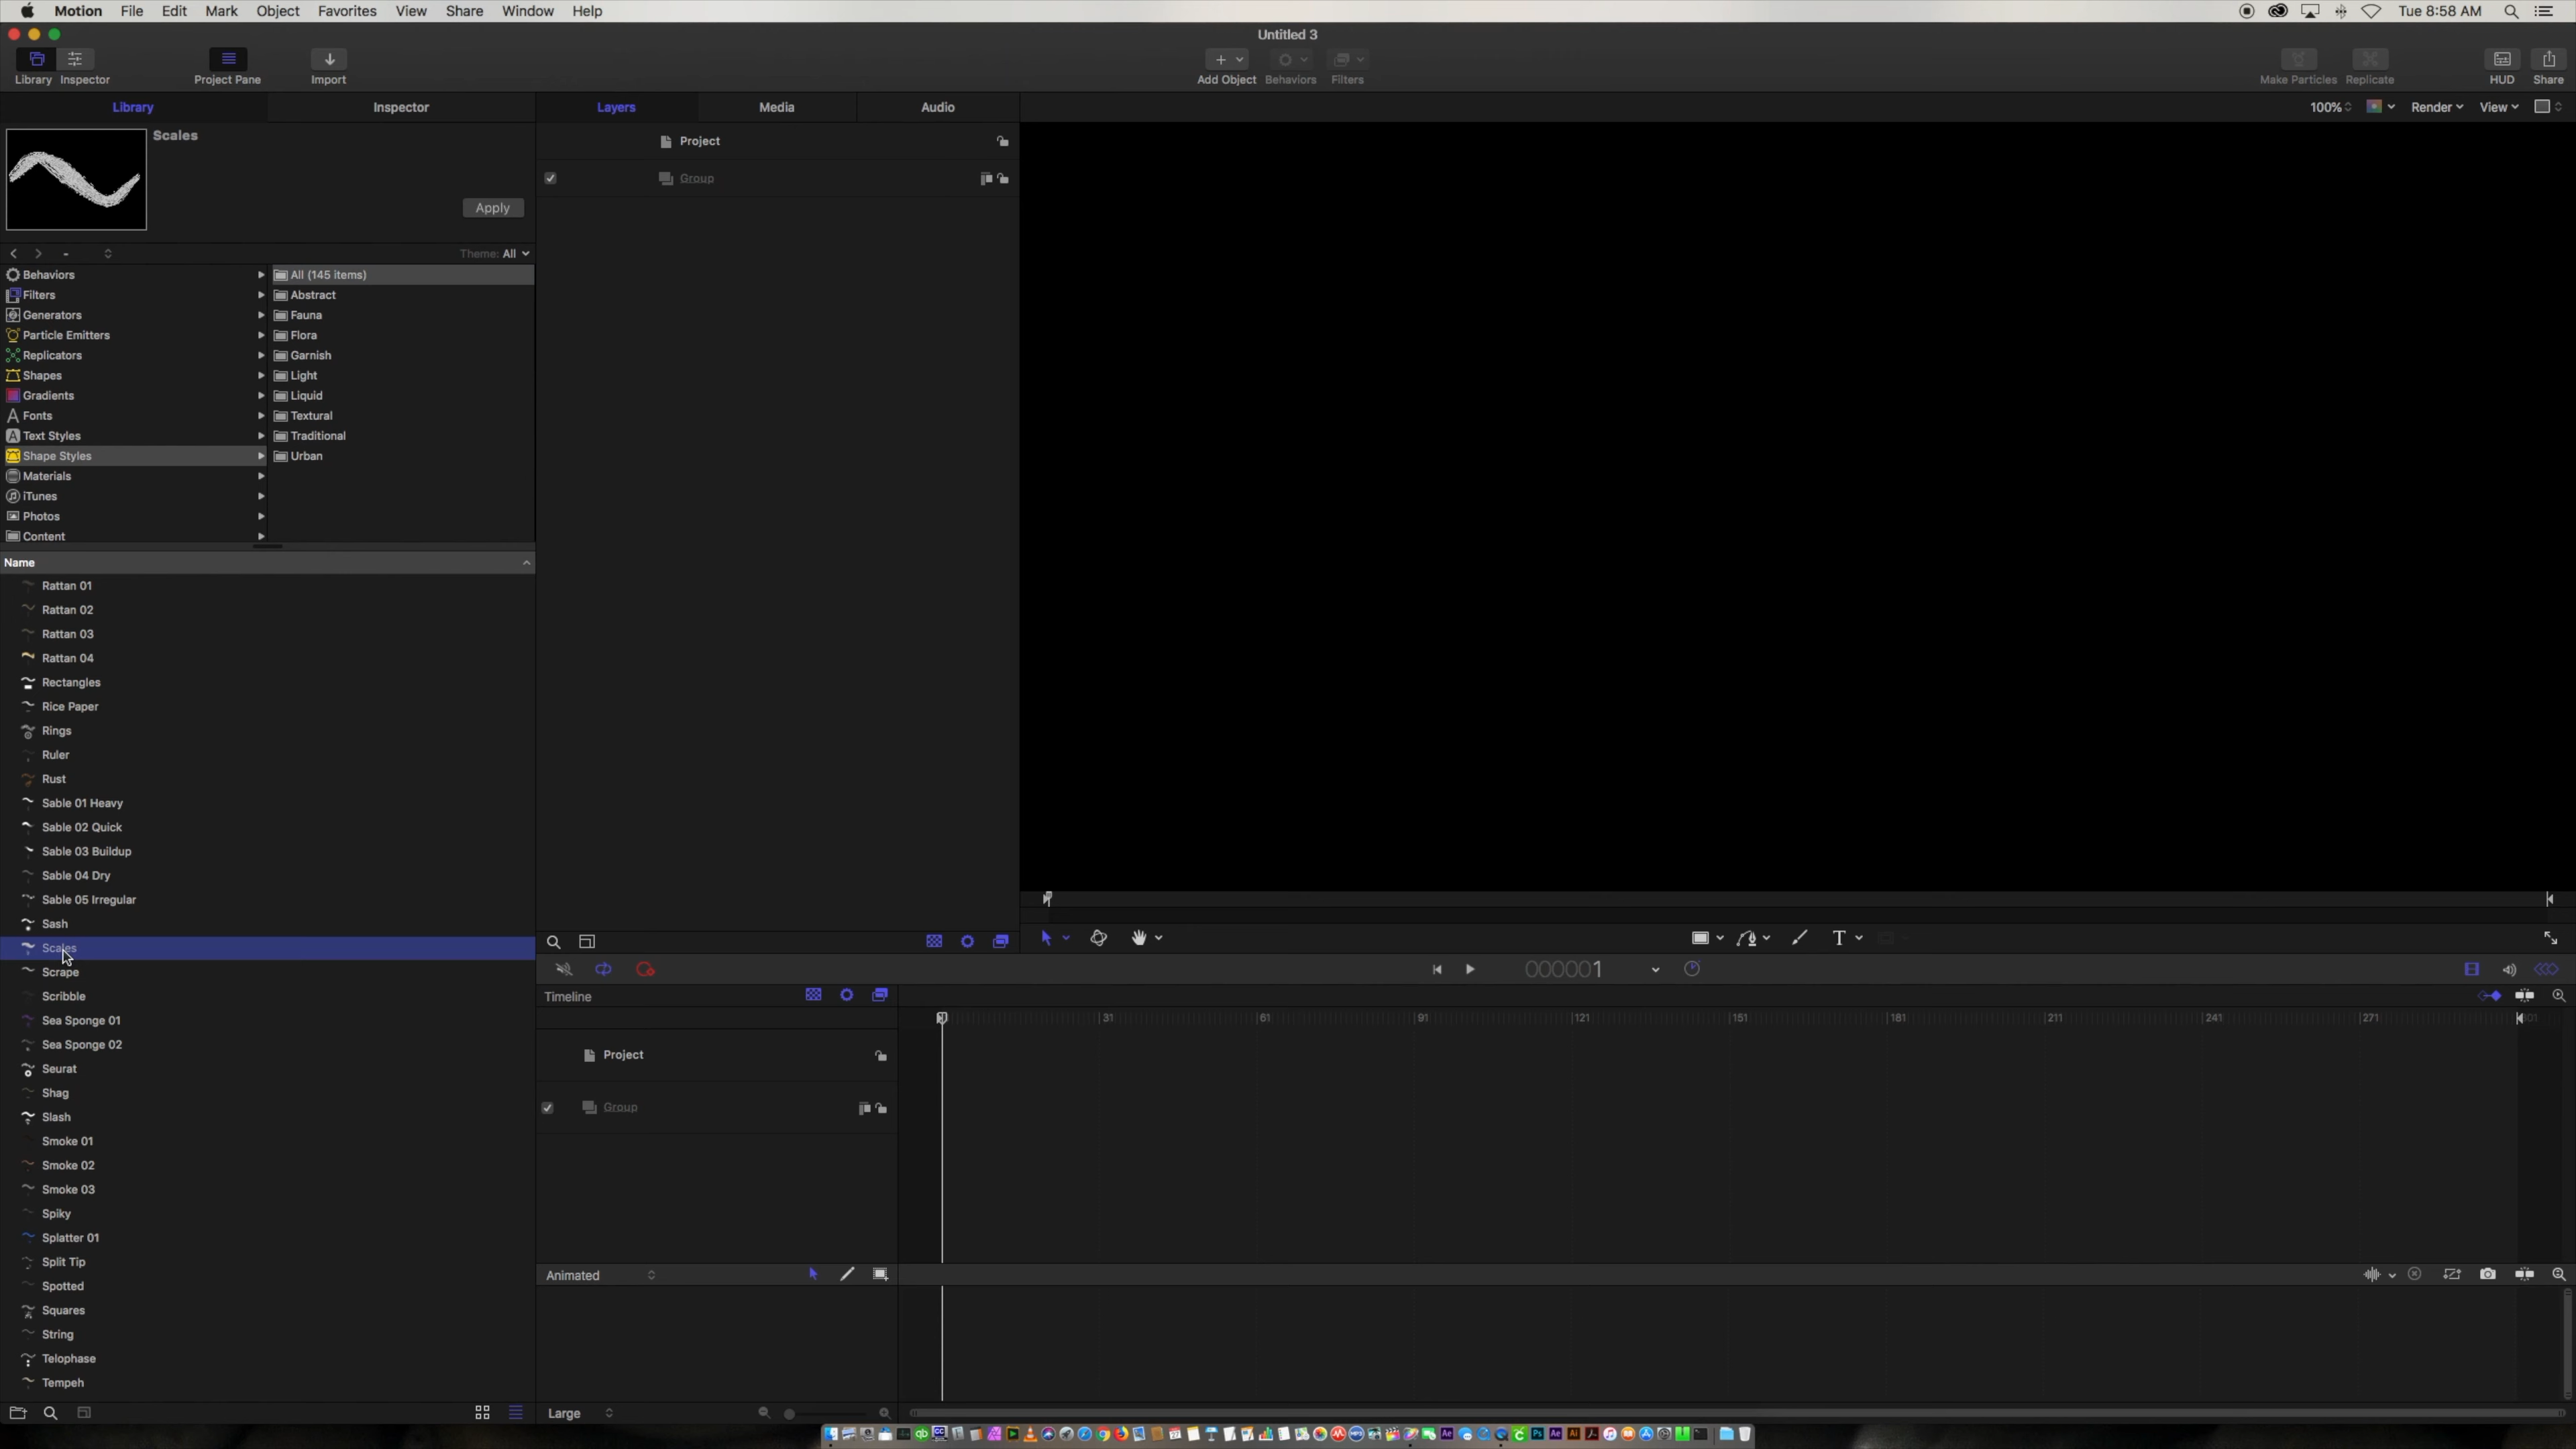 Motion File Edit Mark Object Favorites View Share Window Help Tue 8:58 AM
Untitled 3
Library Inspector Project Pane Import Add Object Behaviors Filters Make Particles Replicate HUD Share
Library Inspector Layers Media Audio 100% Render View
Scales
Apply
Project
Group
- Theme: All
Behaviors
Filters
Generators
Particle Emitters
Replicators
Shapes
Gradients
Fonts
Text Styles
Shape Styles
Materials
iTunes
Photos
Content
All (145 items)
Abstract
Fauna
Flora
Garnish
Light
Liquid
Textural
Traditional
Urban
Name
Rattan 01
Rattan 02
Rattan 03
Rattan 04
Rectangles
Rice Paper
Rings
Ruler
Rust
Sable 01 Heavy
Sable 02 Quick
Sable 03 Buildup
Sable 04 Dry
Sable 05 Irregular
Sash
Scales
Scrape
Scribble
Sea Sponge 01
Sea Sponge 02
Seurat
Shag
Slash
Smoke 01
Smoke 02
Smoke 03
Spiky
Splatter 01
Split Tip
Spotted
Squares
String
Telophase
Tempeh
000001
Timeline
31 61 91 121 151 181 211 241 271 301
Project
Group
Animated
Large